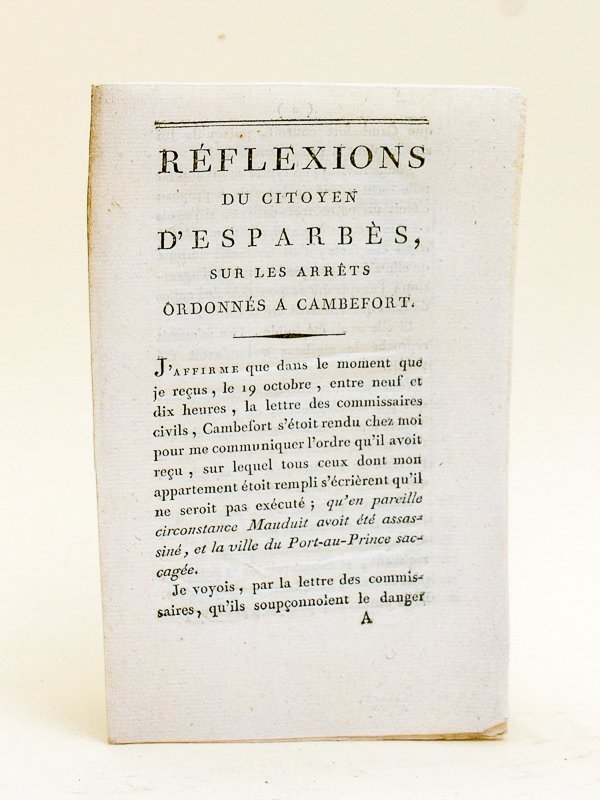 RÉFLEXIONS
DU CITOYEN
D'ESPARBÈS,
SUR LES ARRÊTS
ÔRDONNÉS A CAMBEFORT.
J'AFFIRME que dans le moment que
je reçus, le 19 octobre, entre neuf et
dix heures, la lettre des commissaires
civils, Cambefort s'étoit rendu chez moi
pour me communiquer l'ordre qu'il avoit
reçu, sur lequel tous ceux dont mon
appartement étoit rempli s'écrièrent qu'il
ne seroit pas exécuté; qu'en pareille
circonstance Mauduit avoit été assas-
siné, et la ville du Port-au-Prince sac-
cagée.
Je voyois, par la lettre des commis-
saires, qu'ils soupçonnoient le danger
A